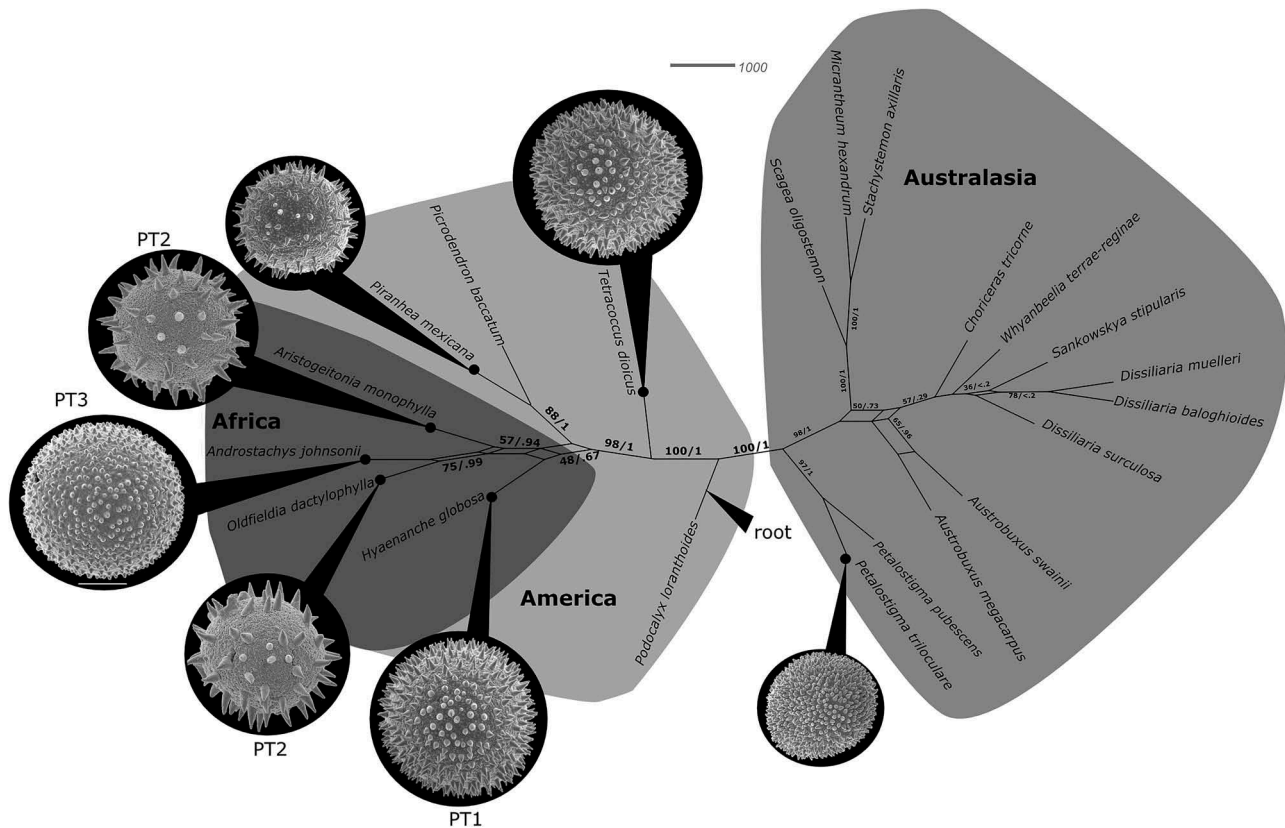 1000
Micrantheum hexandrum
Stachystemon axillaris
Scagea oligostemon
Australasia
Choriceras tricorne
Whyanbeelia terrae-reginae
Sankowskya stipularis
Dissiliaria muelleri
Dissiliaria baloghioides
Dissiliaria surculosa
Austrobuxus swainii
Austrobuxus megacarpus
Petalostigma pubescens
Petalostigma triloculare
100/1
100/1
50/.73
57/.29
36/<.2
78/<.2
65/.96
98/1
97/1
PT2
Picrodendron baccatum
Piranhea mexicana
Tetracoccus dioicus
Aristogeitonia monophylla
Africa
PT3
Androstachys johnsonii
Oldfieldia dactylophylla
Hyaenanche globosa
88/1
57/.94
75/.99
48/.67
98/1
100/1
100/1
root
America
Podocalyx loranthoides
PT2
PT1